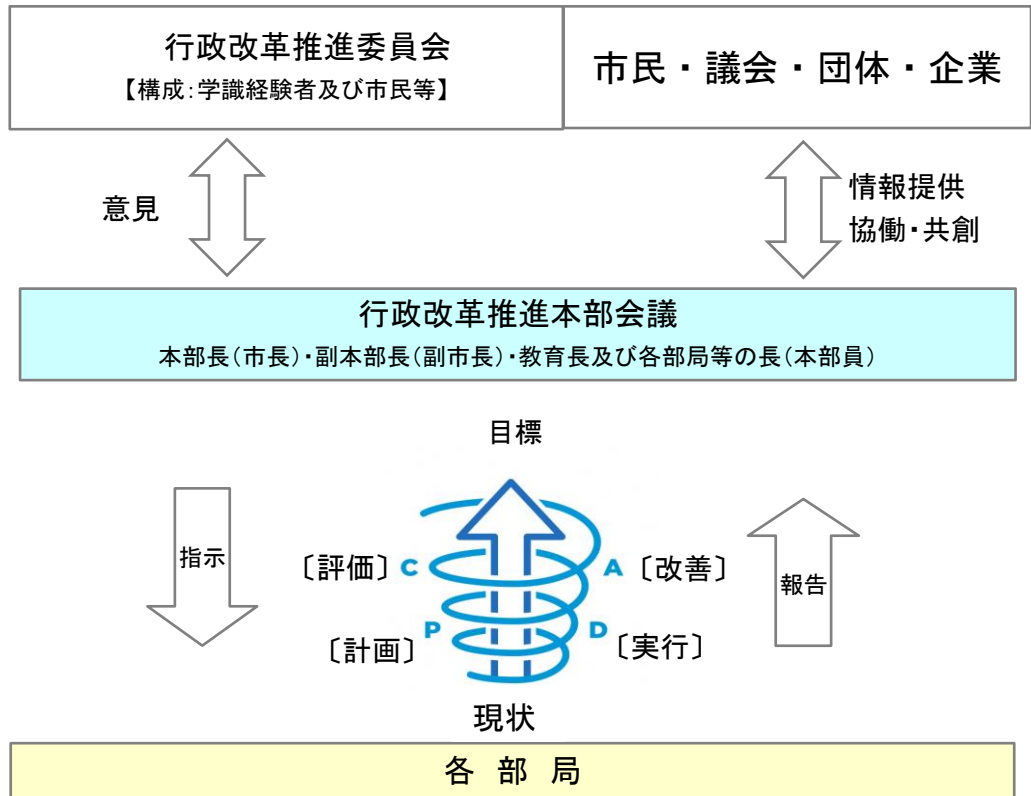 行政改革推進委員会
【構成:学識経験者及び市民等】
市民・議会・団体・企業
意見
情報提供
協働・共創
行政改革推進本部会議
本部長(市長)・副本部長(副市長)・教育長及び各部局等の長(本部員)
目標
指示
〔評価〕 C
A 〔改善〕
報告
〔計画〕 P
D 〔実行〕
現状
各 部 局